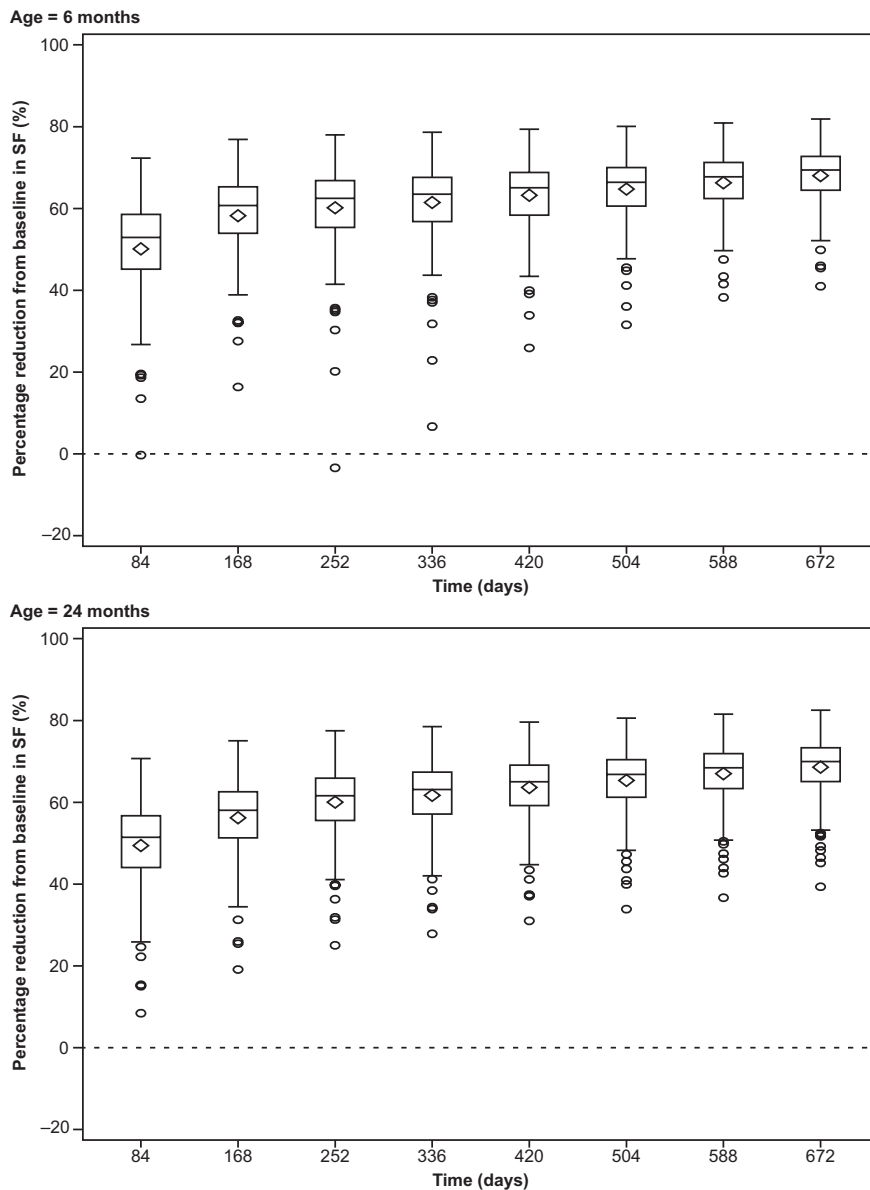 Age = 6 months
Percentage reduction from baseline in SF (%)
100
80
60
40
20
0
–20
84 168 252 336 420 504 588 672
Time (days)
Age = 24 months
Percentage reduction from baseline in SF (%)
100
80
60
40
20
0
–20
84 168 252 336 420 504 588 672
Time (days)